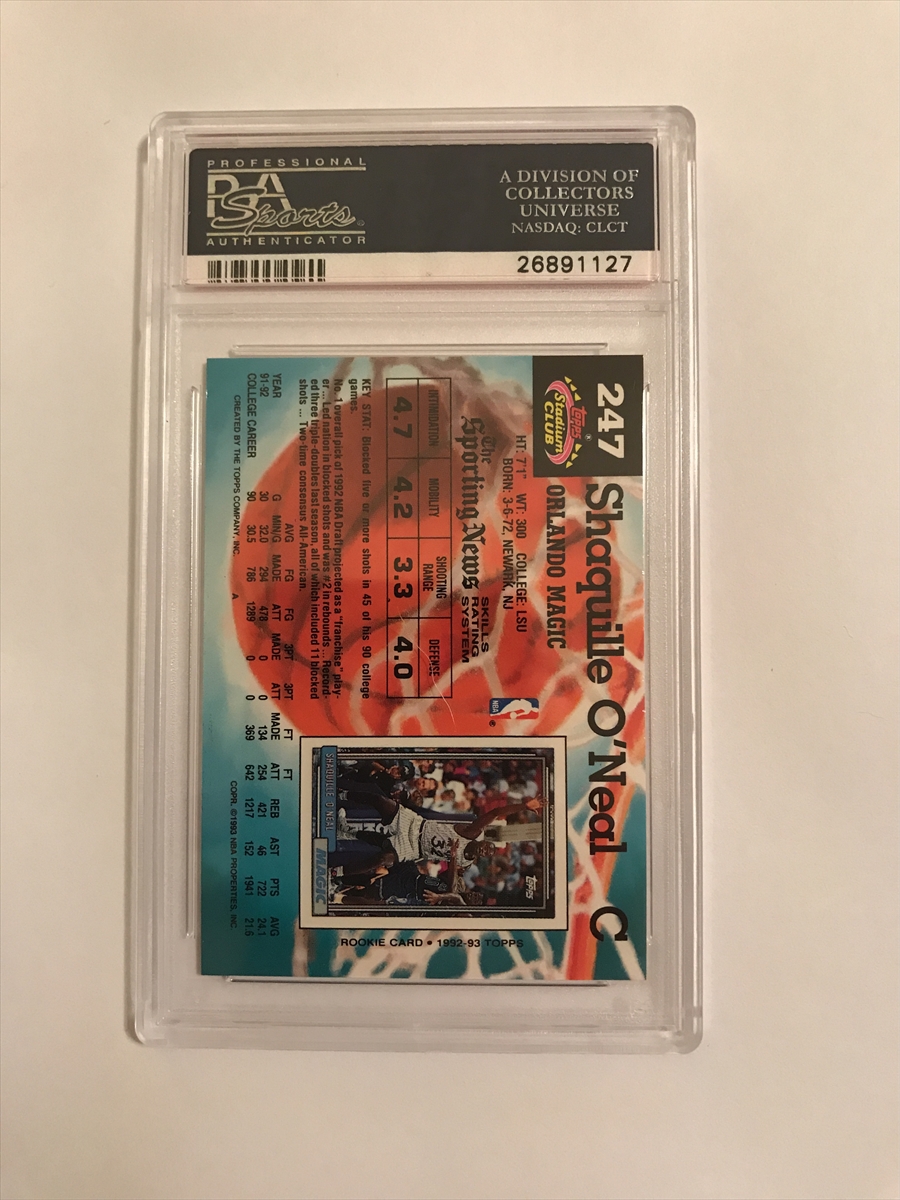 PROFESSIONAL
PSA
Sports®
AUTHENTICATOR
A DIVISION OF
COLLECTORS
UNIVERSE
NASDAQ: CLCT
26891127
247 Shaquille O'Neal C
TOPPS®
Stadium
CLUB
ORLANDO MAGIC
HT: 7'1" WT: 300 COLLEGE: LSU
BORN: 3-6-72, NEWARK, NJ
NBA
®
The
Sporting News
SKILLS
RATING
SYSTEM
INTIMIDATION MOBILITY SHOOTING RANGE DEFENSE
4.7 4.2 3.3 4.0
KEY STAT: Blocked five or more shots in 45 of his 90 college
games.
No. 1 overall pick of 1992 NBA Draft projected as a "franchise" play-
er ... Led nation in blocked shots and was #2 in rebounds ... Record-
ed three triple-doubles last season, all of which included 11 blocked
shots ... Two-time consensus All-American.
TOPPS
32
SHAQUILLE O'NEAL
MAGIC
ROOKIE CARD • 1992-93 TOPPS
AVG FG FG 3PT 3PT FT FT
YEAR G MIN/G MADE ATT MADE ATT MADE ATT REB AST PTS AVG
91-92 30 32.0 294 478 0 0 134 254 421 46 722 24.1
COLLEGE CAREER 90 30.5 786 1289 0 0 369 642 1217 152 1941 21.6
CREATED BY THE TOPPS COMPANY, INC. A COPR. ©1993 NBA PROPERTIES, INC.